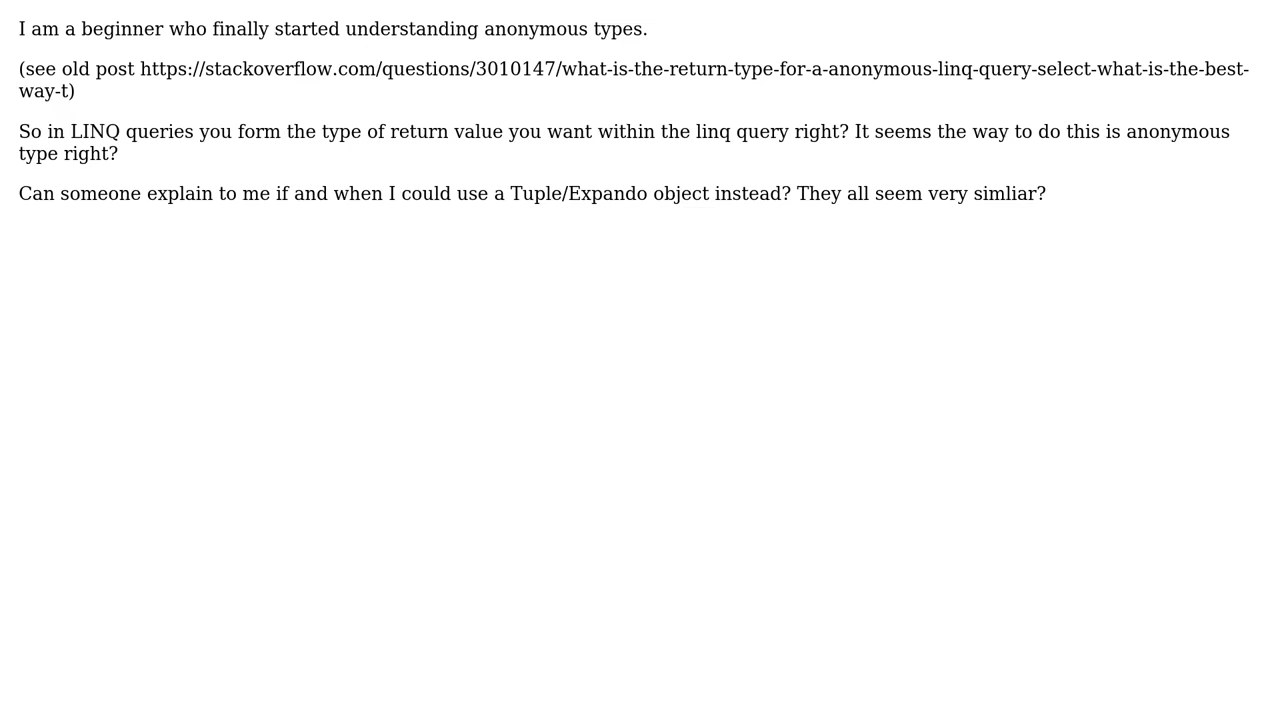 I am a beginner who finally started understanding anonymous types.
(see old post https://stackoverflow.com/questions/3010147/what-is-the-return-type-for-a-anonymous-linq-query-select-what-is-the-best-
way-t)
So in LINQ queries you form the type of return value you want within the linq query right? It seems the way to do this is anonymous
type right?
Can someone explain to me if and when I could use a Tuple/Expando object instead? They all seem very simliar?